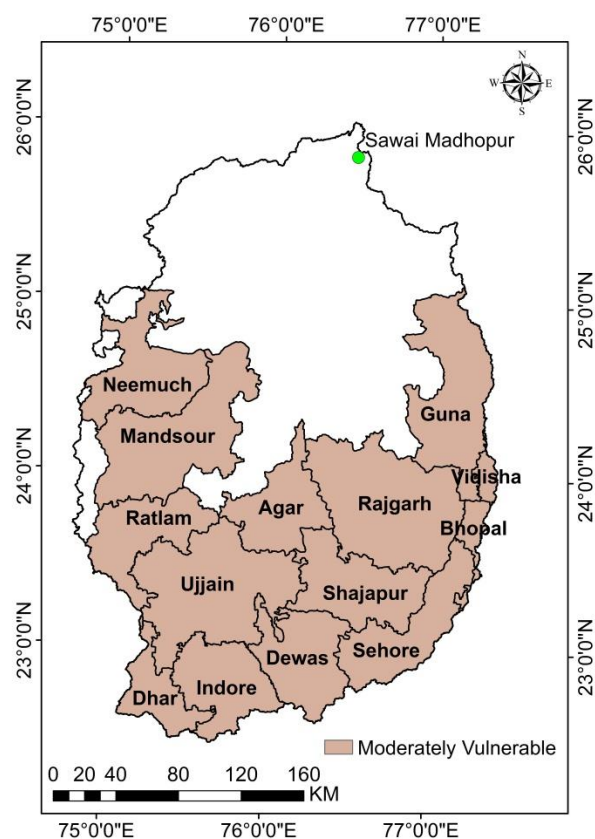 75°0'0"E 76°0'0"E 77°0'0"E
N
W E
S
26°0'0"N 26°0'0"N
Sawai Madhopur
25°0'0"N 25°0'0"N
Neemuch
Guna
Mandsour
24°0'0"N 24°0'0"N
Vidisha
Agar Rajgarh
Ratlam
Bhopal
Ujjain Shajapur
23°0'0"N 23°0'0"N
Dewas Sehore
Dhar Indore
Moderately Vulnerable
0 20 40 80 120 160
KM
75°0'0"E 76°0'0"E 77°0'0"E